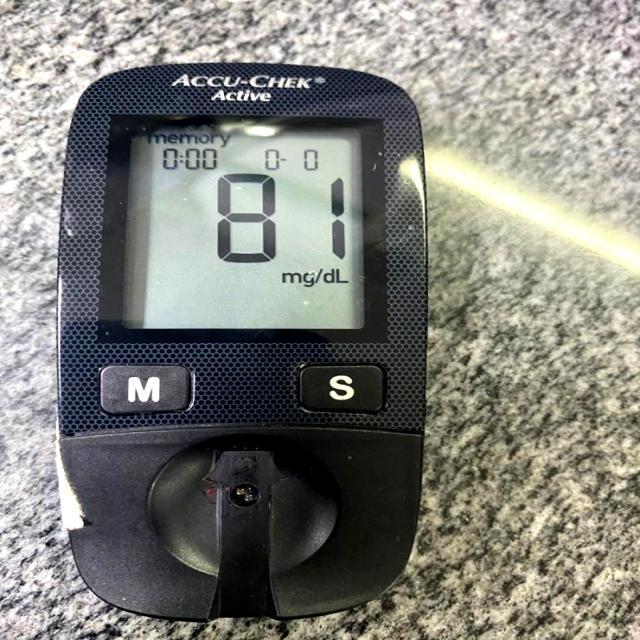 ACCU-CHEK®
Active
memory
0:00 0- 0
81
mg/dL
M S